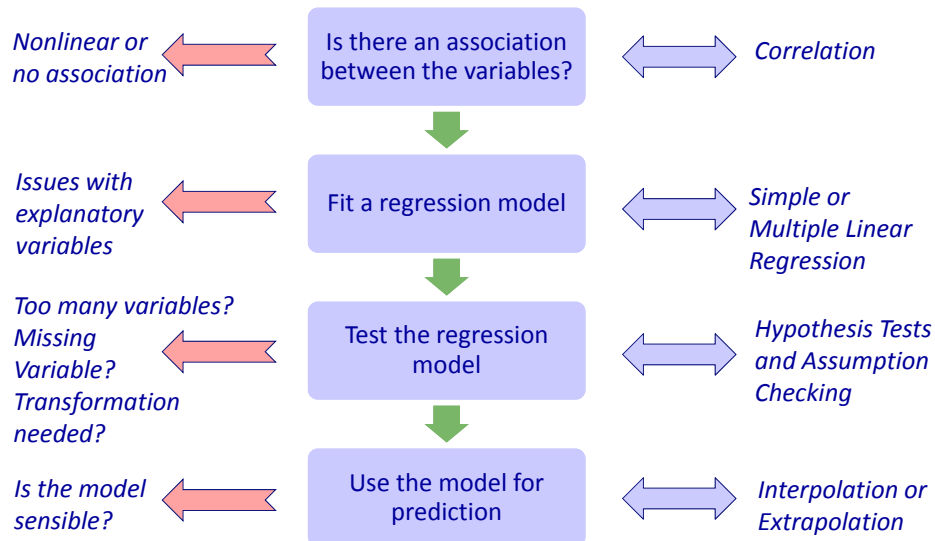 Nonlinear or
no association
Is there an association
between the variables?
Correlation
Issues with
explanatory
variables
Fit a regression model
Simple or
Multiple Linear
Regression
Too many variables?
Missing
Variable?
Transformation
needed?
Test the regression
model
Hypothesis Tests
and Assumption
Checking
Is the model
sensible?
Use the model for
prediction
Interpolation or
Extrapolation